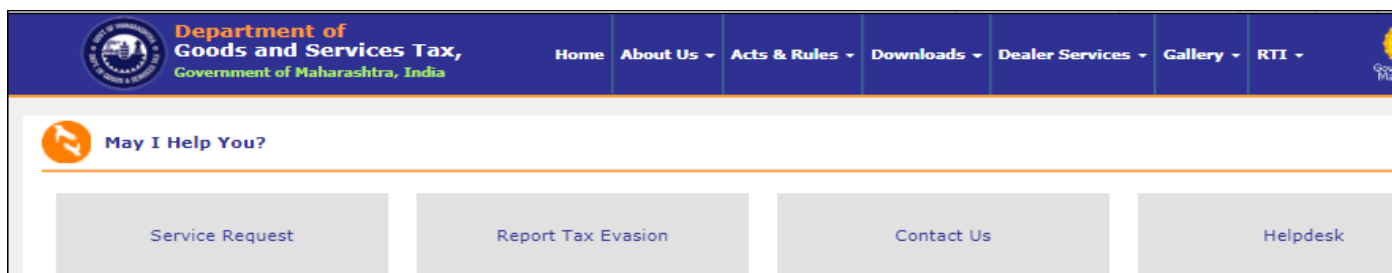 Department of
Goods and Services Tax,
Government of Maharashtra, India
Home About Us Acts & Rules Downloads Dealer Services Gallery RTI
May I Help You?
Service Request Report Tax Evasion Contact Us Helpdesk